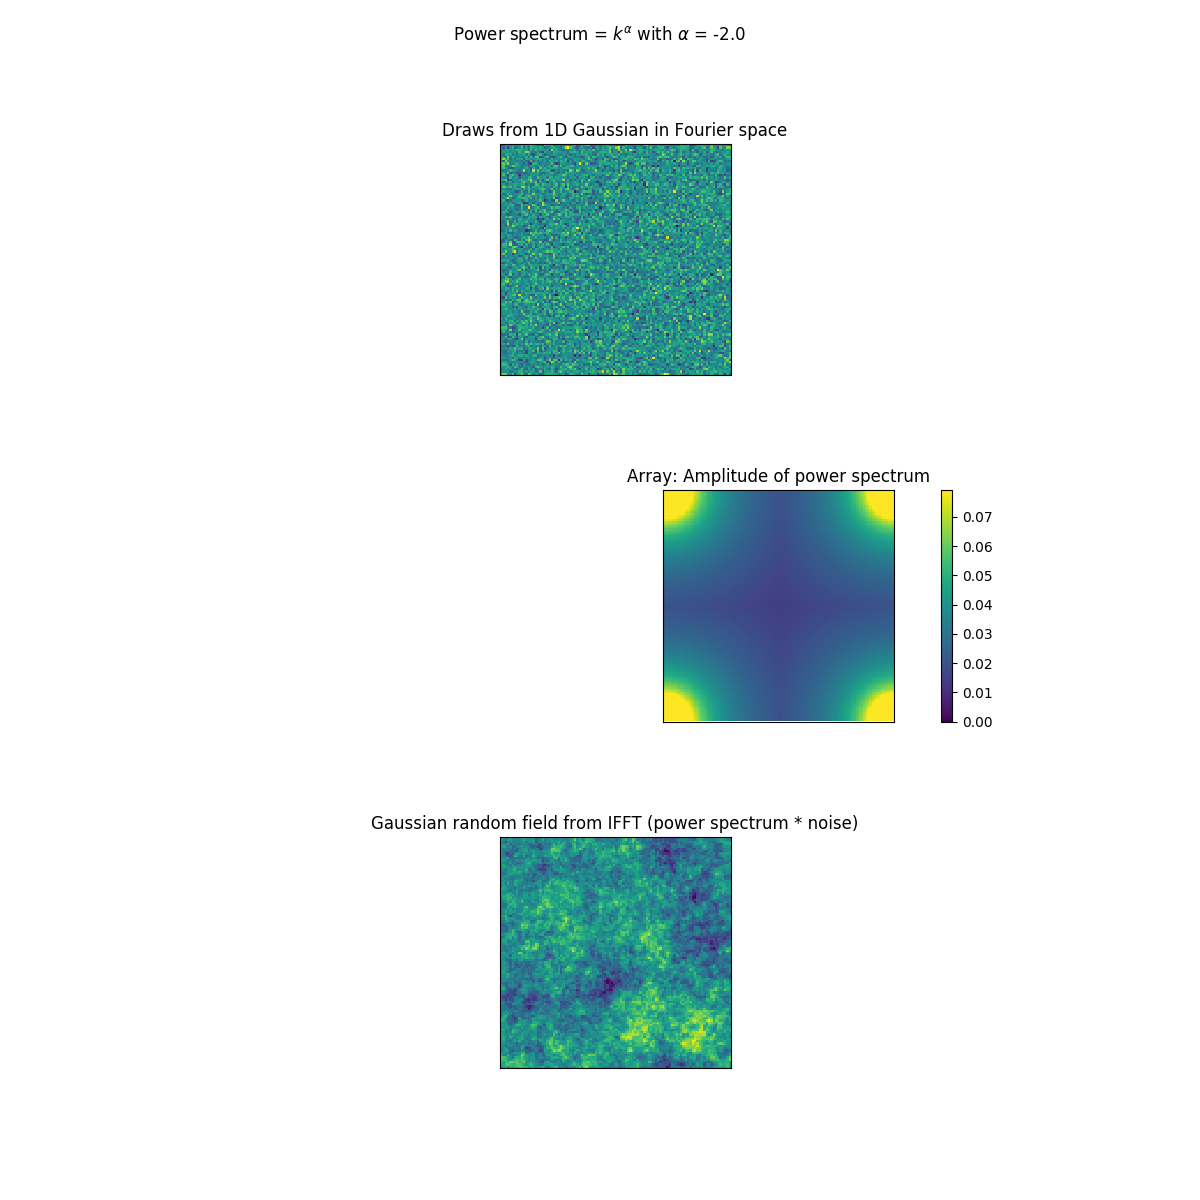 Power spectrum = k^α with α = -2.0
Draws from 1D Gaussian in Fourier space
Array: Amplitude of power spectrum
0.07
0.06
0.05
0.04
0.03
0.02
0.01
0.00
Gaussian random field from IFFT (power spectrum * noise)